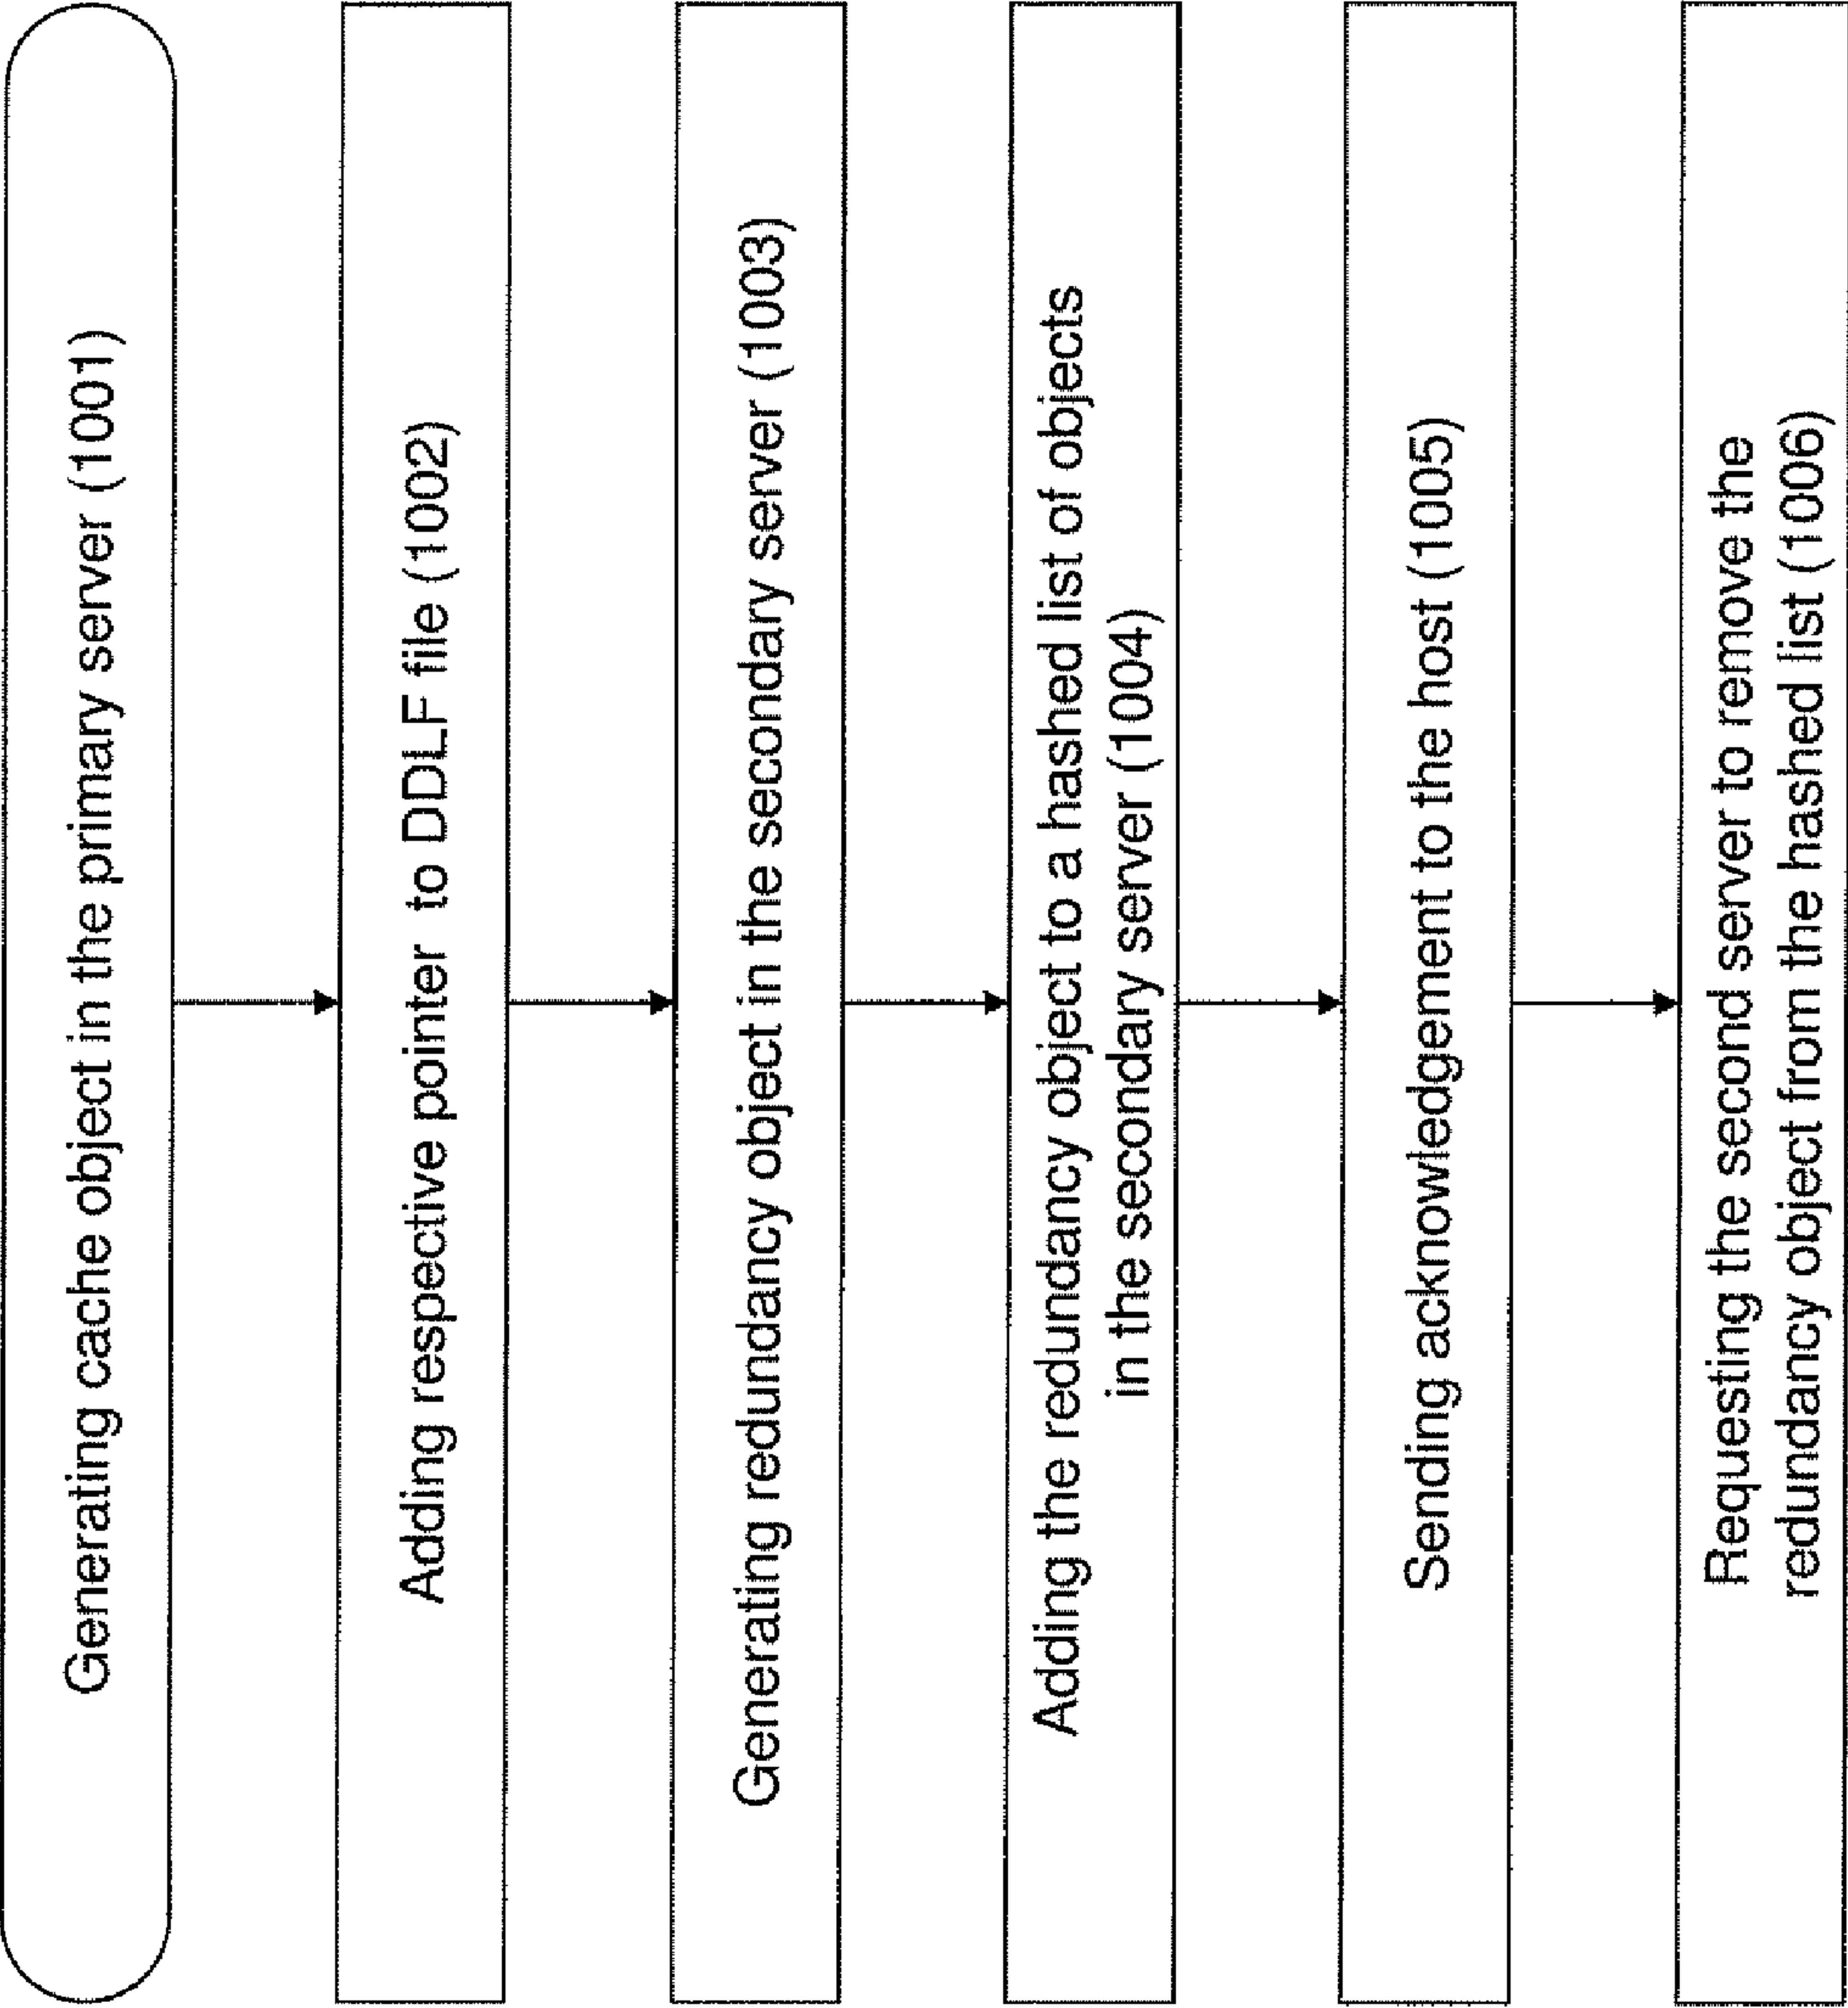 Generating cache object in the primary server (1001)
Adding respective pointer to DDLF file (1002)
Generating redundancy object in the secondary server (1003)
Adding the redundancy object to a hashed list of objects
in the secondary server (1004)
Sending acknowledgement to the host (1005)
Requesting the second server to remove the
redundancy object from the hashed list (1006)